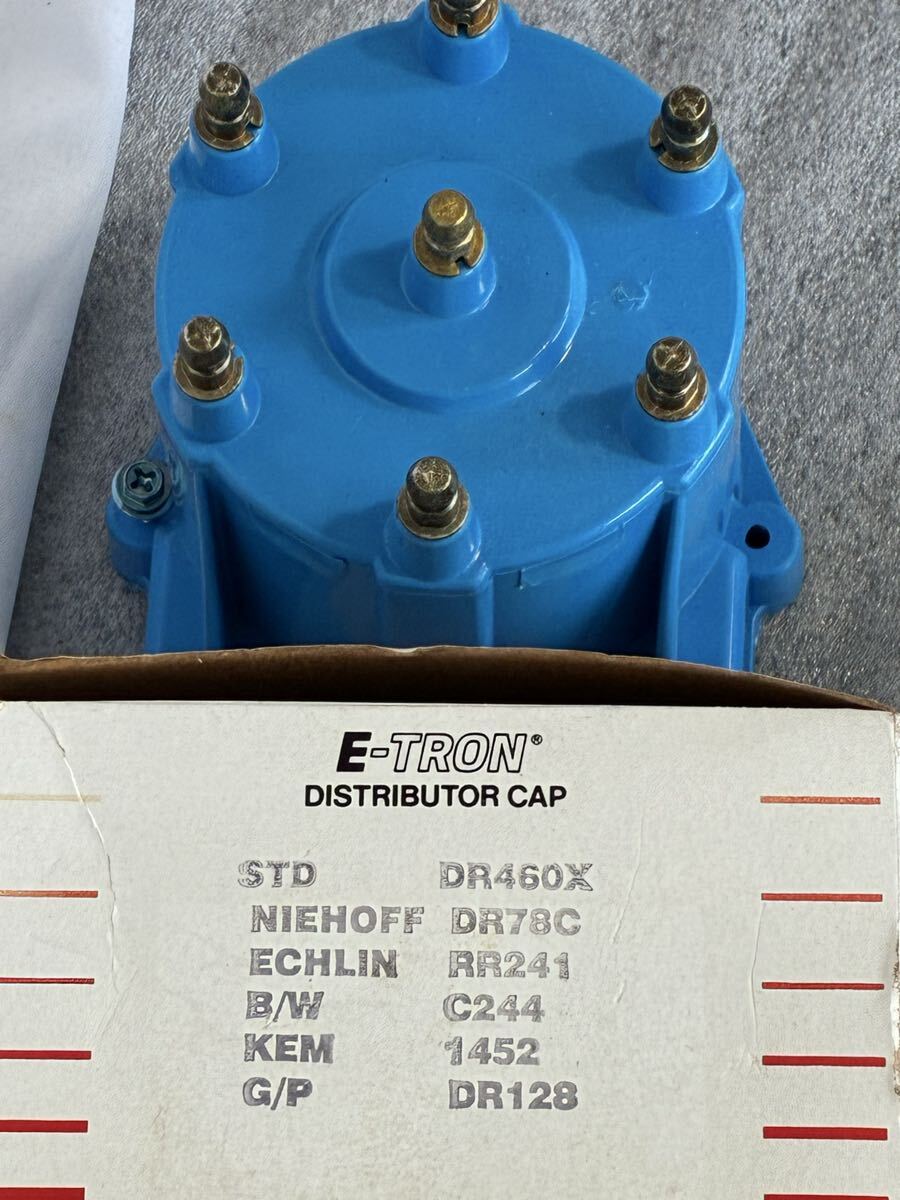 E-TRON®
DISTRIBUTOR CAP
STD DR460X
NIEHOFF DR78C
ECHLIN RR241
B/W C244
KEM 1452
G/P DR128